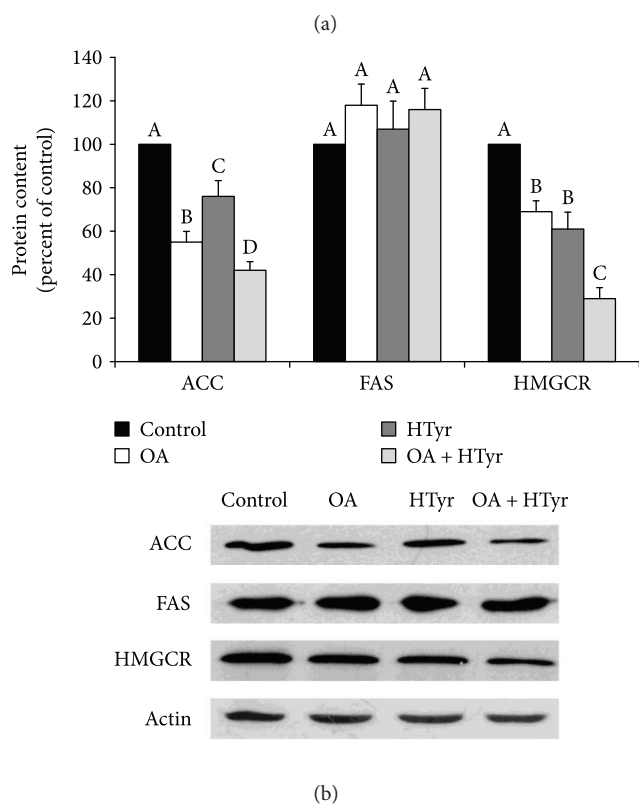 (a)
Protein content
(percent of control)
140
120
100
80
60
40
20
0
A
B
C
D
A
A
A
A
A
B
B
C
ACC
FAS
HMGCR
Control
HTyr
OA
OA + HTyr
Control OA HTyr OA + HTyr
ACC
FAS
HMGCR
Actin
(b)